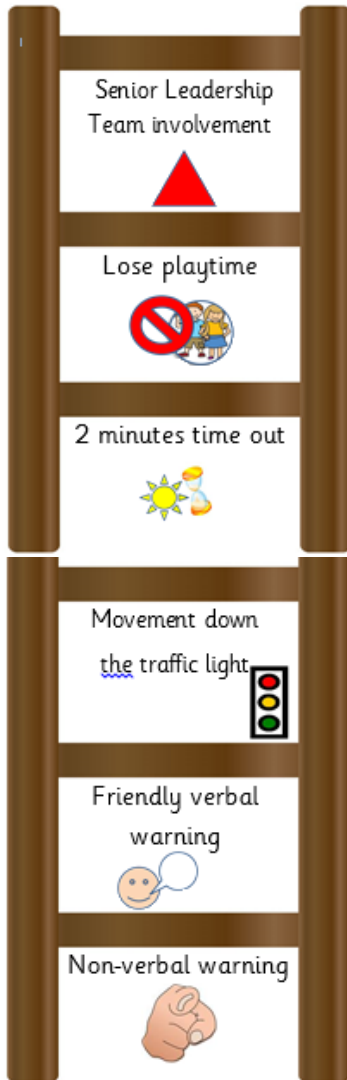 Senior Leadership
Team involvement
Lose playtime
2 minutes time out
Movement down
the traffic light
Friendly verbal
warning
Non-verbal warning